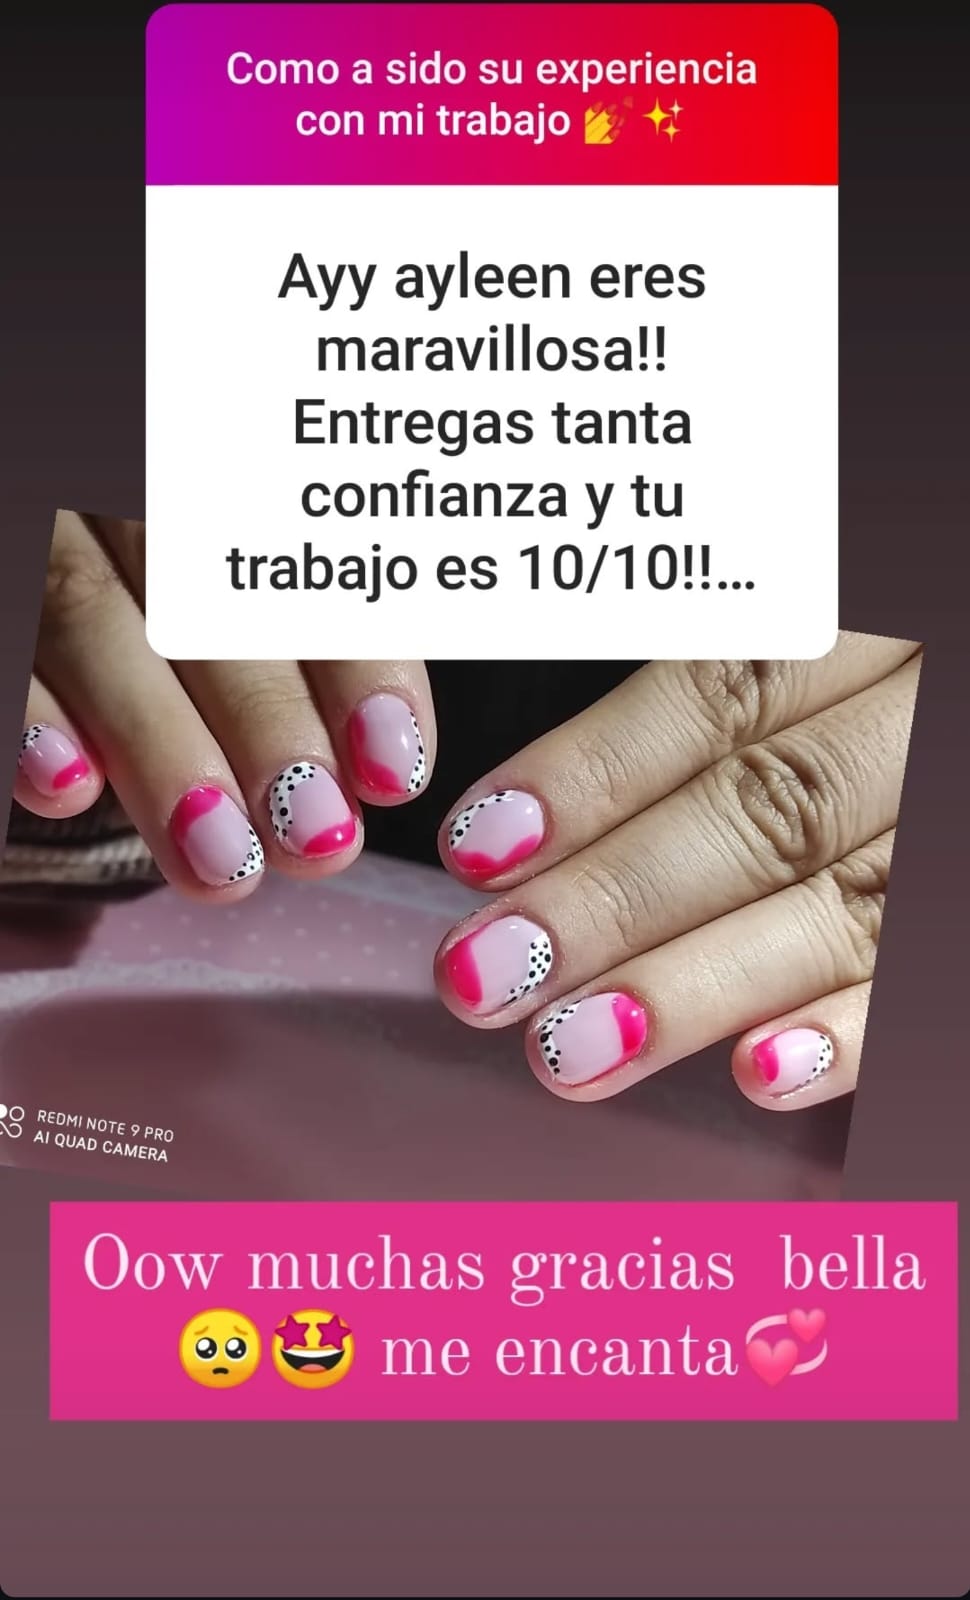 Como a sido su experiencia
con mi trabajo 💅✨
Ayy ayleen eres
maravillosa!!
Entregas tanta
confianza y tu
trabajo es 10/10!!...
REDMI NOTE 9 PRO
AI QUAD CAMERA
Oow muchas gracias bella
🥺🤩 me encanta💞